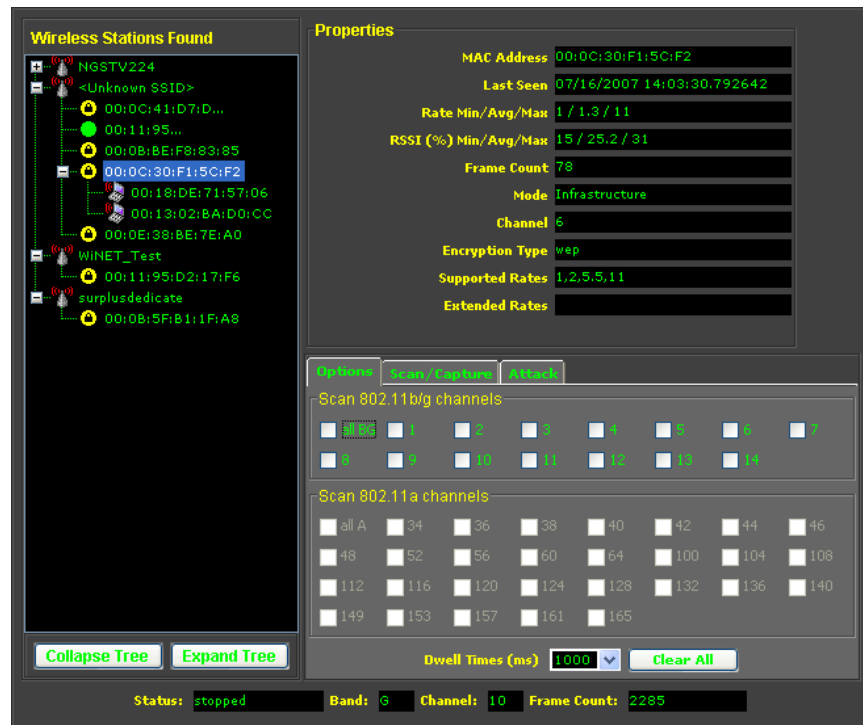 Wireless Stations Found
NGSTV224
<Unknown SSID>
00:0C:41:D7:D...
00:11:95...
00:0B:BE:F8:83:85
00:0C:30:F1:5C:F2
00:18:DE:71:57:06
00:13:02:BA:D0:CC
00:0E:38:BE:7E:A0
WiNET_Test
00:11:95:D2:17:F6
surplusdedicate
00:0B:5F:B1:1F:A8
Collapse Tree Expand Tree
Properties
MAC Address 00:0C:30:F1:5C:F2
Last Seen 07/16/2007 14:03:30.792642
Rate Min/Avg/Max 1 / 1.3 / 11
RSSI (%) Min/Avg/Max 15 / 25.2 / 31
Frame Count 78
Mode Infrastructure
Channel 6
Encryption Type wep
Supported Rates 1,2,5.5,11
Extended Rates
Options Scan/Capture Attack
Scan 802.11b/g channels
all BG 1 2 3 4 5 6 7
8 9 10 11 12 13 14
Scan 802.11a channels
all A 34 36 38 40 42 44 46
48 52 56 60 64 100 104 108
112 116 120 124 128 132 136 140
149 153 157 161 165
Dwell Times (ms) 1000 Clear All
Status: stopped Band: G Channel: 10 Frame Count: 2285